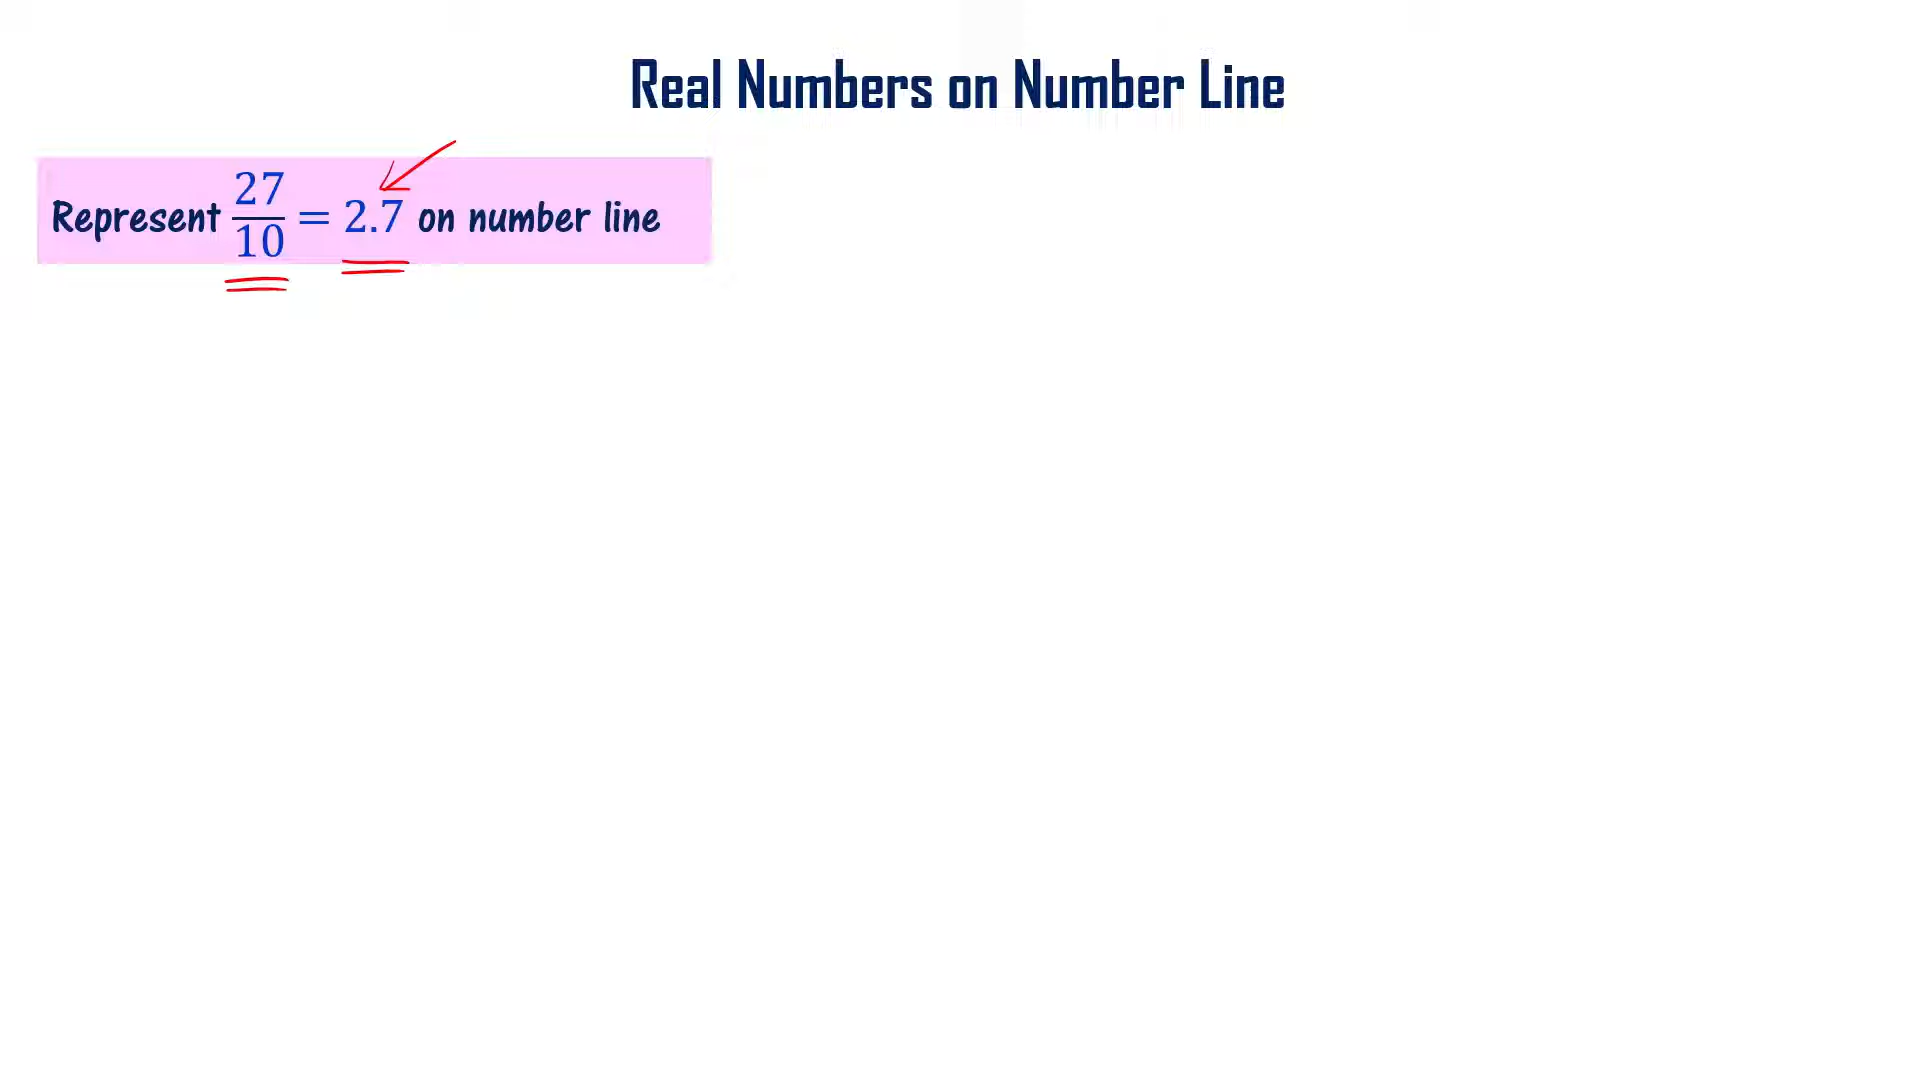 Real Numbers on Number Line
Represent 27/10 = 2.7 on number line